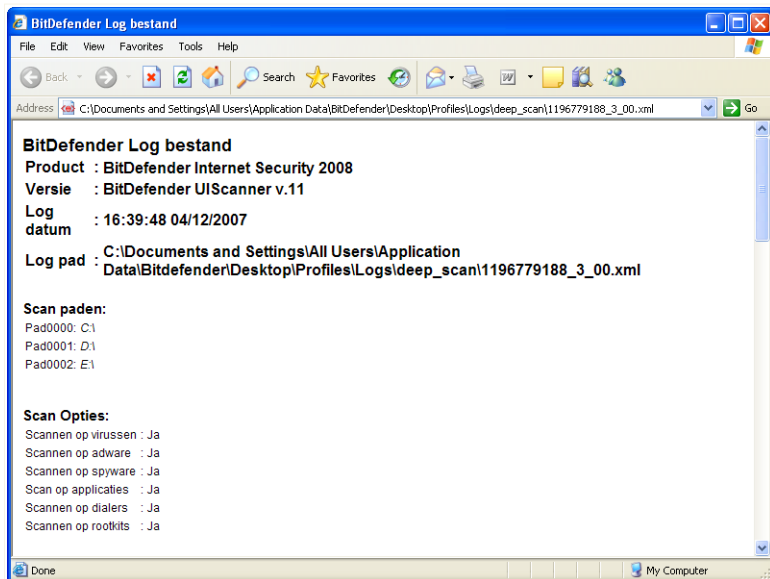 BitDefender Log bestand
File Edit View Favorites Tools Help
Back Search Favorites
Address C:\Documents and Settings\All Users\Application Data\BitDefender\Desktop\Profiles\Logs\deep_scan\1196779188_3_00.xml Go
BitDefender Log bestand
Product : BitDefender Internet Security 2008
Versie : BitDefender UIScanner v.11
Log datum : 16:39:48 04/12/2007
Log pad : C:\Documents and Settings\All Users\Application
Data\Bitdefender\Desktop\Profiles\Logs\deep_scan\1196779188_3_00.xml
Scan paden:
Pad0000: C:\
Pad0001: D:\
Pad0002: E:\
Scan Opties:
Scannen op virussen : Ja
Scannen op adware : Ja
Scannen op spyware : Ja
Scan op applicaties : Ja
Scannen op dialers : Ja
Scannen op rootkits : Ja
Done My Computer